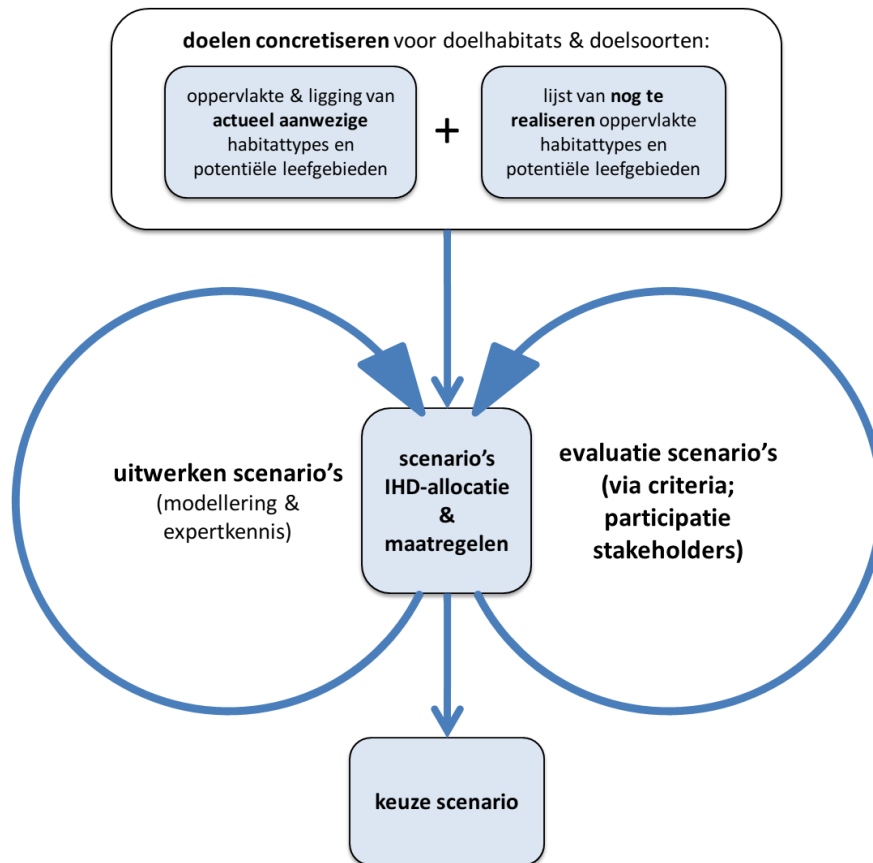 doelen concretiseren voor doelhabitats & doelsoorten:
oppervlakte & ligging van
actueel aanwezige
habitattypes en
potentiële leefgebieden
+
lijst van nog te
realiseren oppervlakte
habitattypes en
potentiële leefgebieden
uitwerken scenario's
(modellering &
expertkennis)
scenario's
IHD-allocatie
&
maatregelen
evaluatie scenario's
(via criteria;
participatie
stakeholders)
keuze scenario